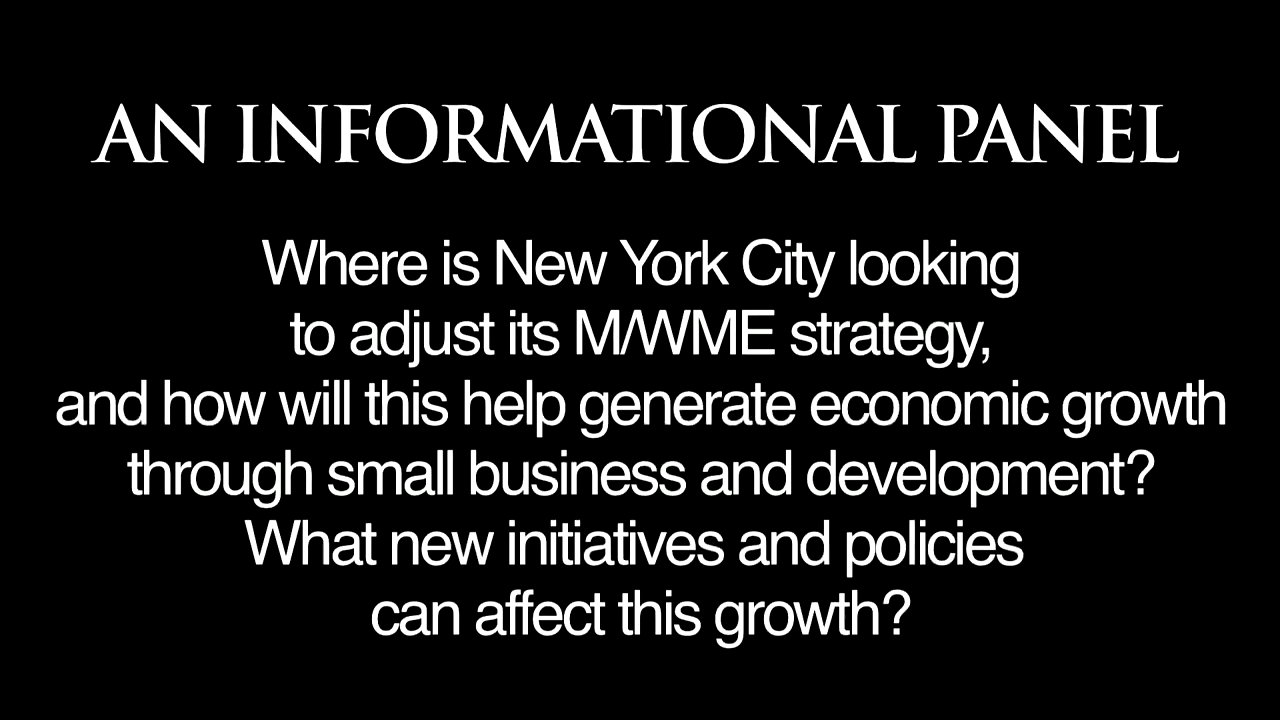 AN INFORMATIONAL PANEL
Where is New York City looking
to adjust its M/WME strategy,
and how will this help generate economic growth
through small business and development?
What new initiatives and policies
can affect this growth?